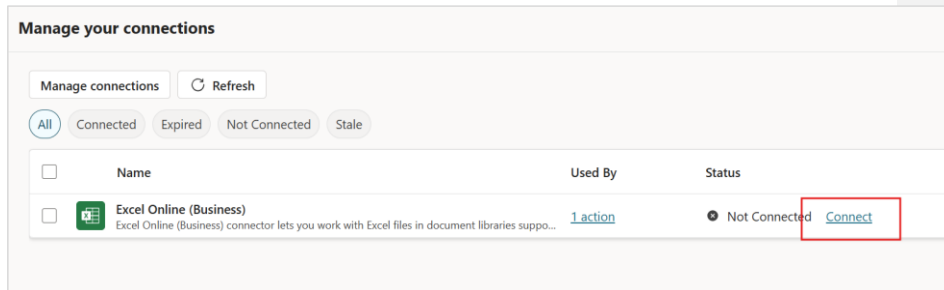 Manage your connections
Manage connections Refresh
All Connected Expired Not Connected Stale
Name Used By Status
Excel Online (Business)
Excel Online (Business) connector lets you work with Excel files in document libraries suppo...
1 action Not Connected Connect